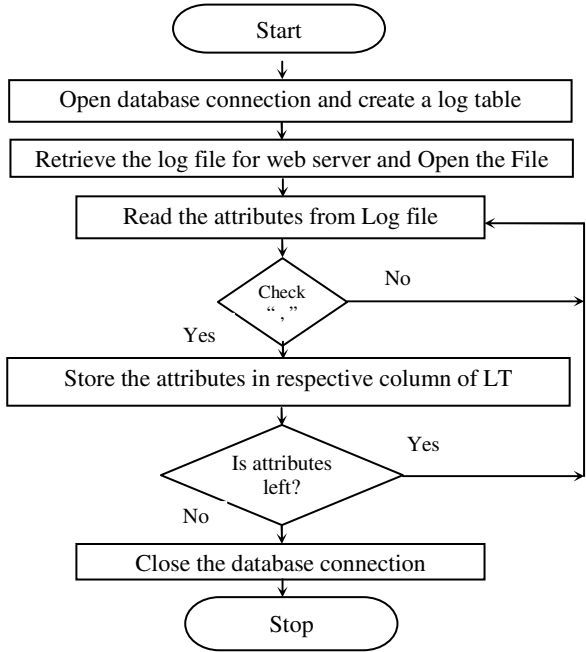 Start
Open database connection and create a log table
Retrieve the log file for web server and Open the File
Read the attributes from Log file
No
Check
“ , ”
Yes
Store the attributes in respective column of LT
Yes
Is attributes
left?
No
Close the database connection
Stop